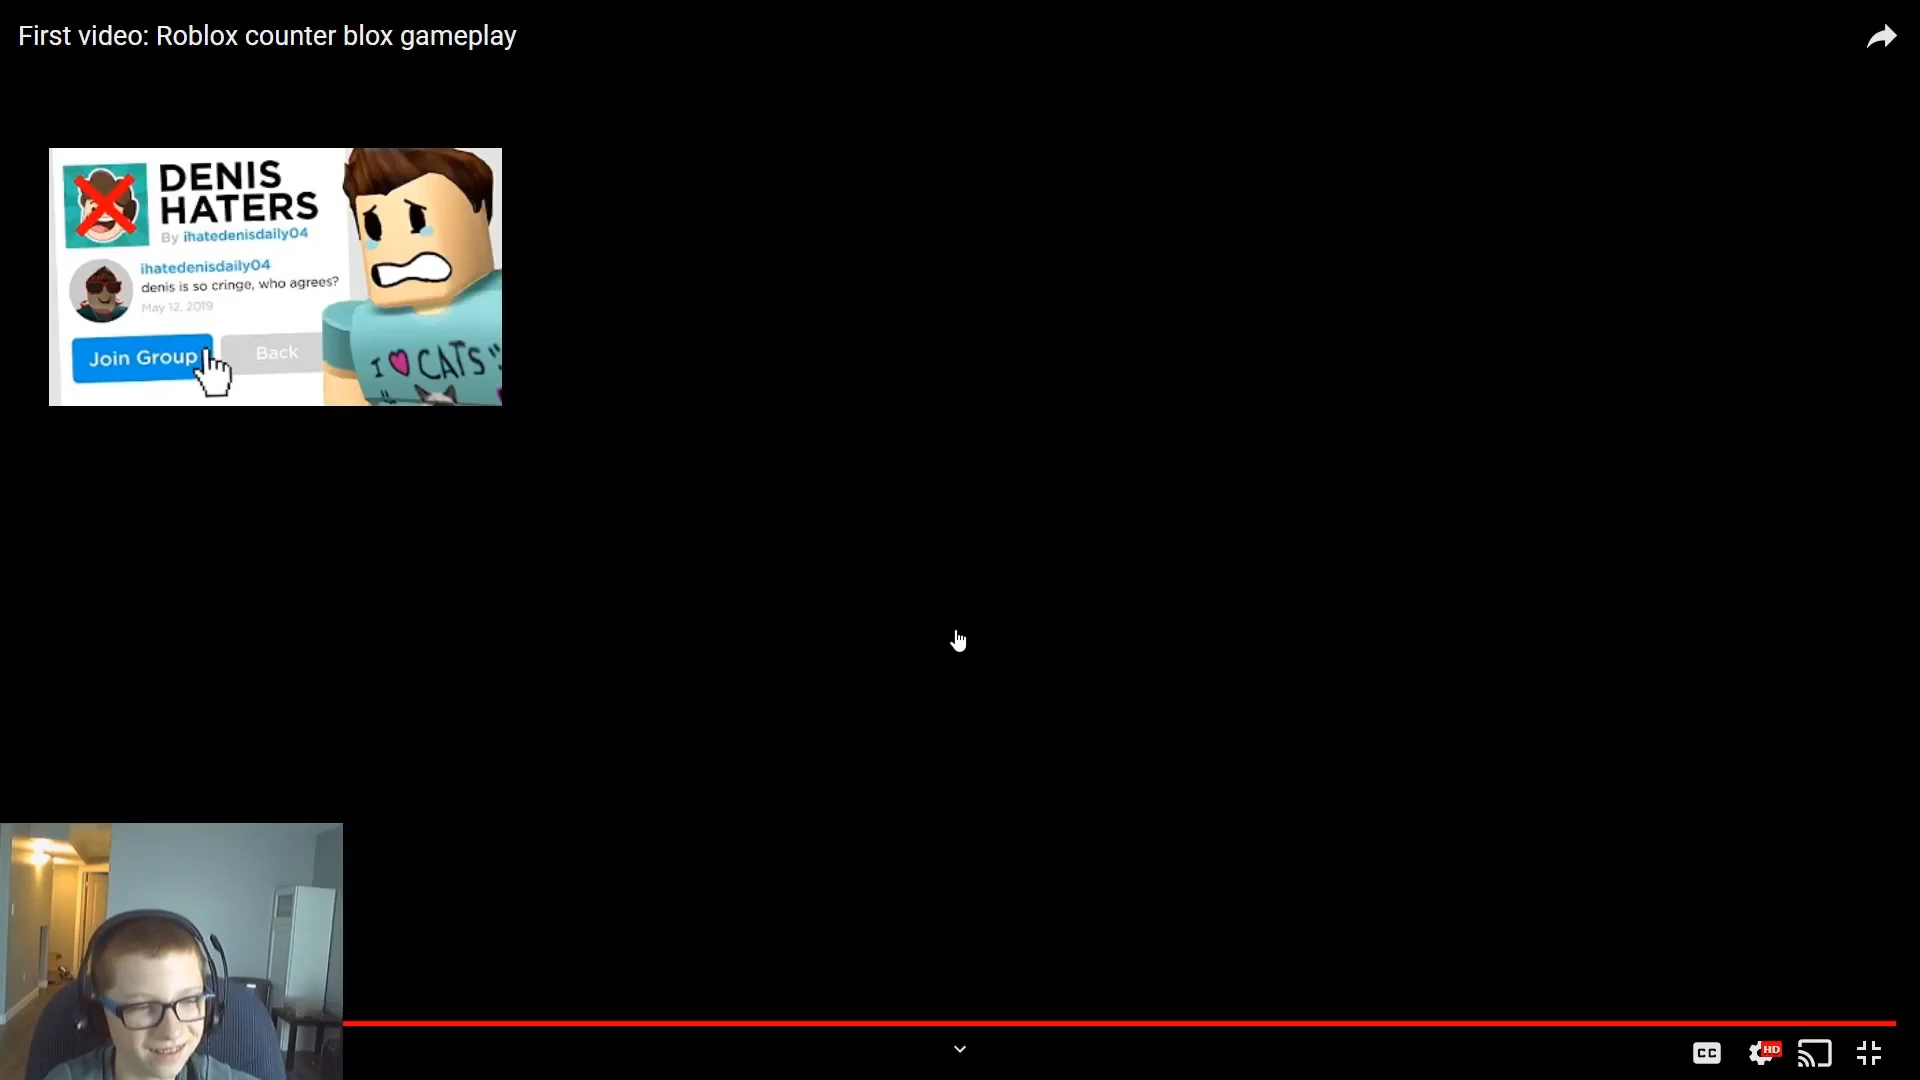 First video: Roblox counter blox gameplay
DENIS
HATERS
By ihatedenisdaily04
ihatedenisdaily04
denis is so cringe, who agrees?
May 12, 2019
Join Group
Back
I ♥ CATS
CC
HD